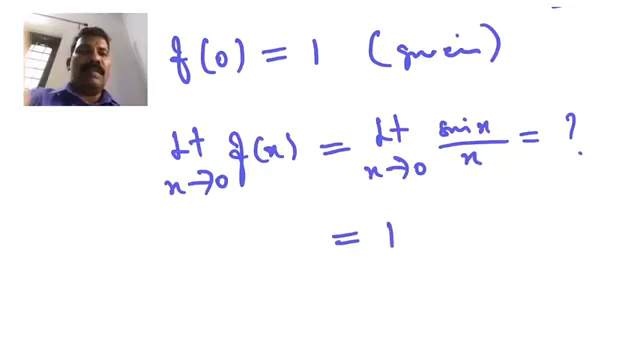 f(0) = 1 (given)
Lt x→0 f(x) = Lt x→0 sin x / x = ?
= 1